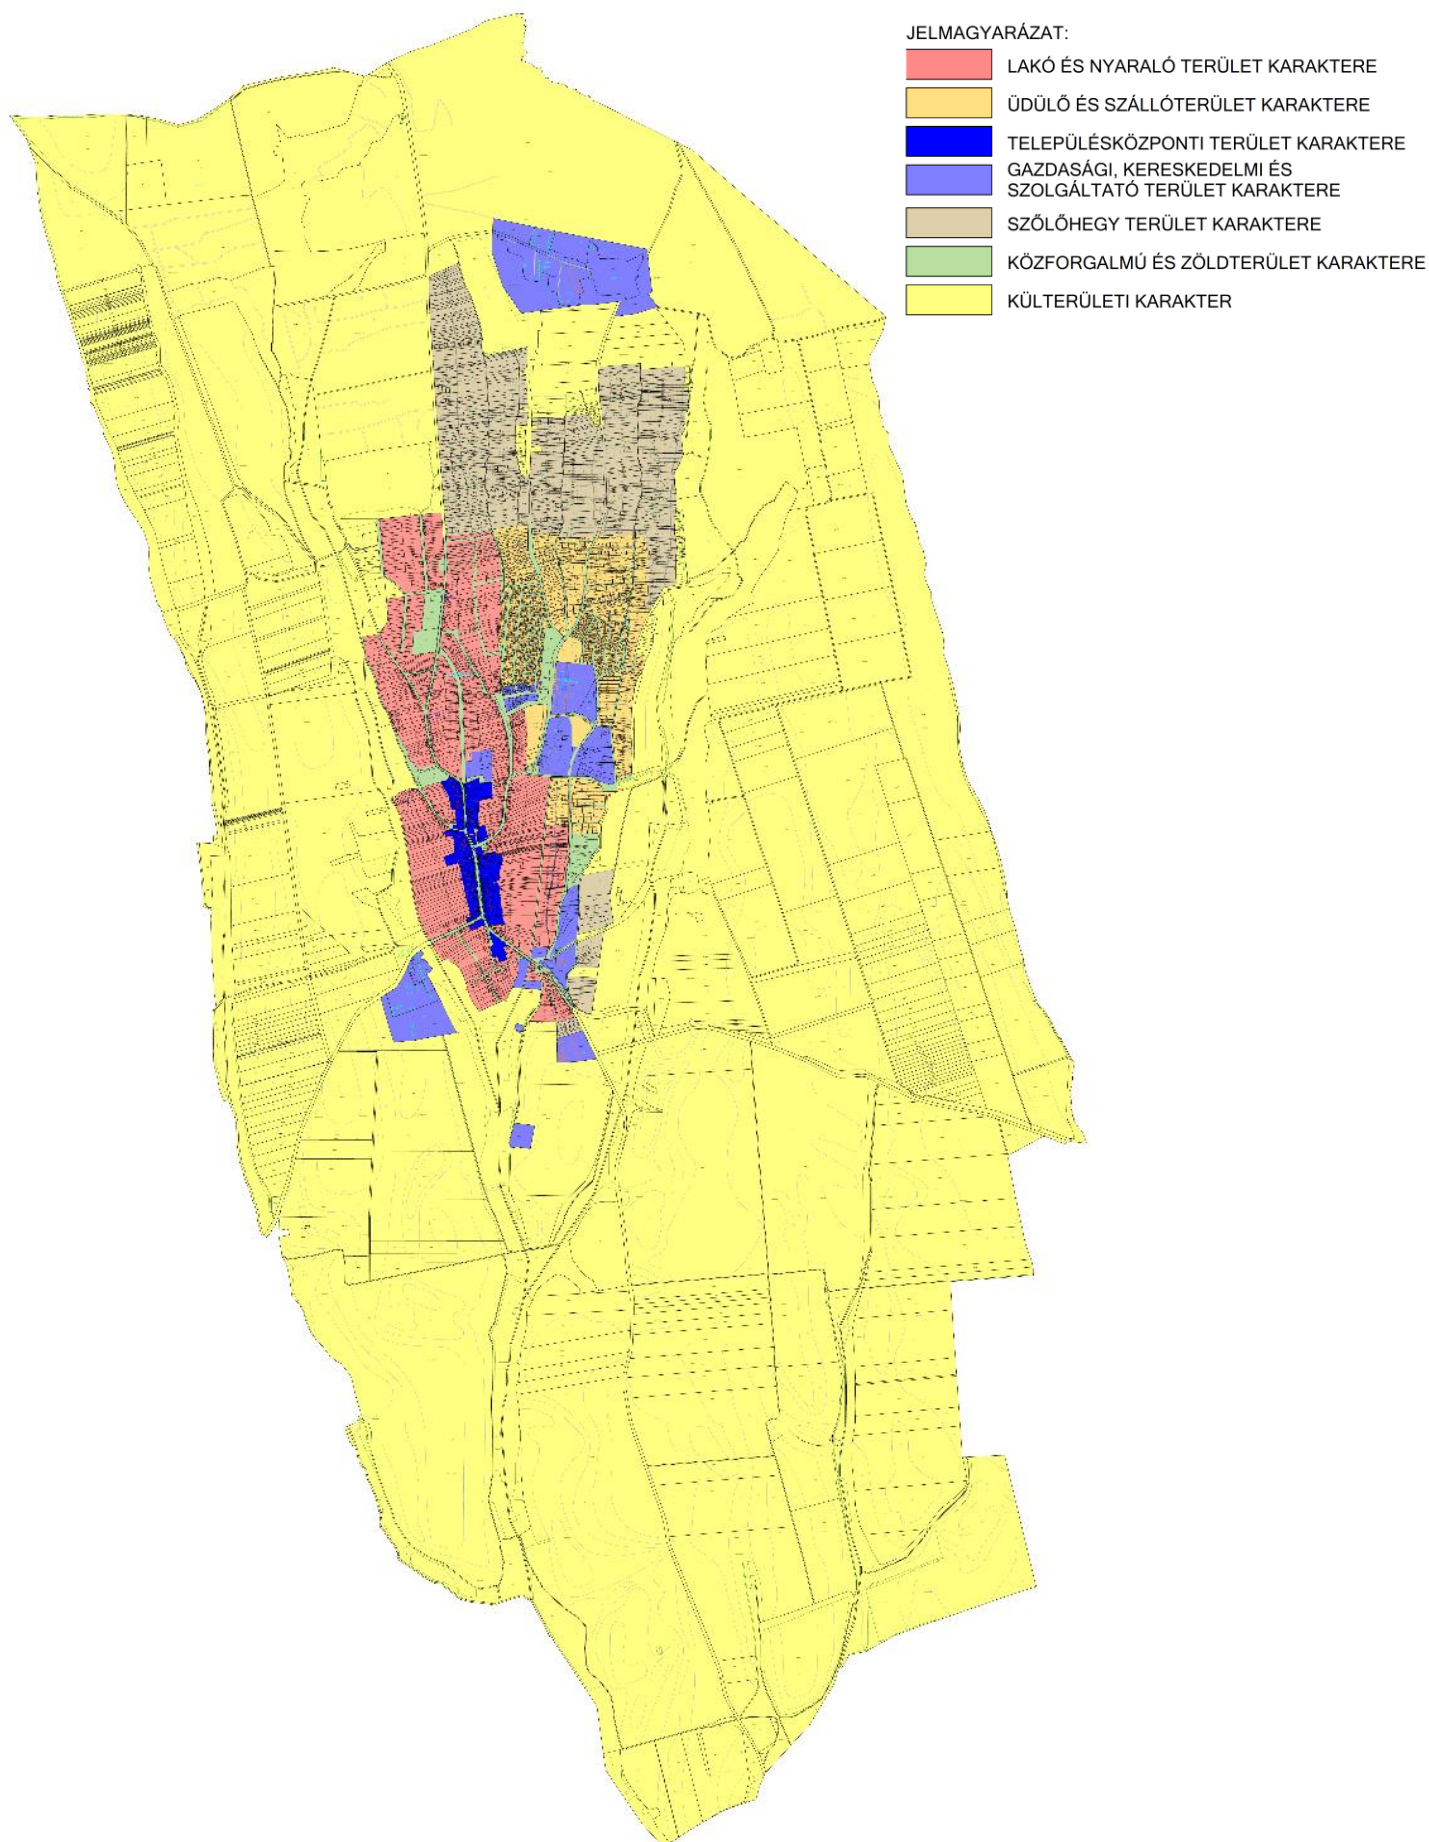 JELMAGYARÁZAT:
LAKÓ ÉS NYARALÓ TERÜLET KARAKTERE
ÜDÜLŐ ÉS SZÁLLÓTERÜLET KARAKTERE
TELEPÜLÉSKÖZPONTI TERÜLET KARAKTERE
GAZDASÁGI, KERESKEDELMI ÉS
SZOLGÁLTATÓ TERÜLET KARAKTERE
SZŐLŐHEGY TERÜLET KARAKTERE
KÖZFORGALMÚ ÉS ZÖLDTERÜLET KARAKTERE
KÜLTERÜLETI KARAKTER